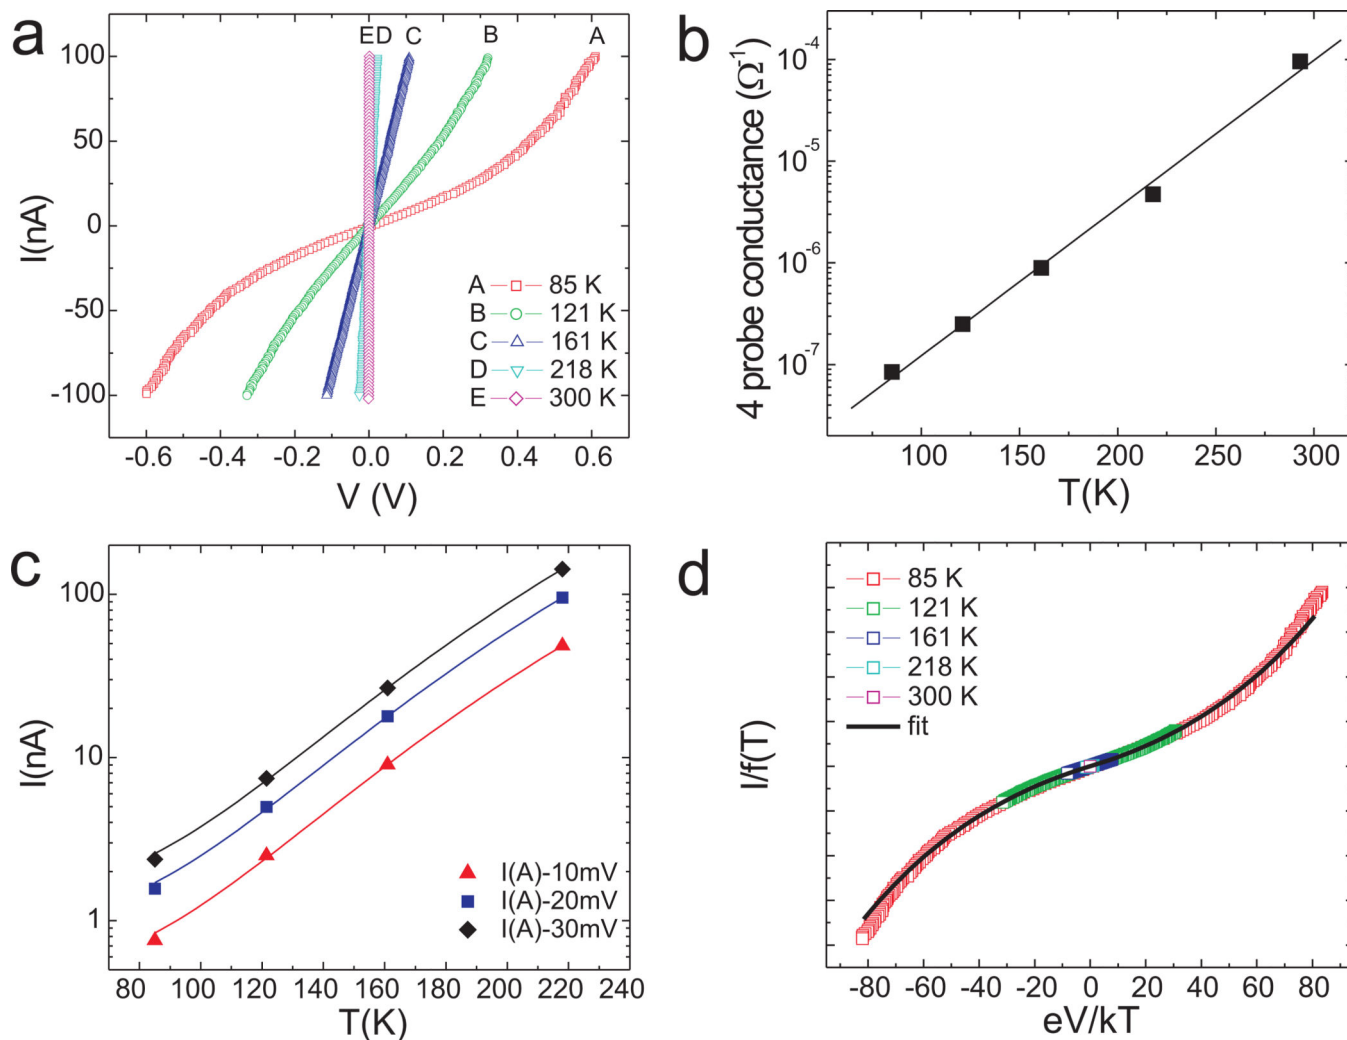 a
E D C B A
100
50
0
-50
-100
I(nA)
A 85 K
B 121 K
C 161 K
D 218 K
E 300 K
-0.6 -0.4 -0.2 0.0 0.2 0.4 0.6
V (V)
b
10⁻⁴
10⁻⁵
10⁻⁶
10⁻⁷
4 probe conductance (Ω⁻¹)
100 150 200 250 300
T(K)
c
100
10
1
I(nA)
I(A)-10mV
I(A)-20mV
I(A)-30mV
80 100 120 140 160 180 200 220 240
T(K)
d
85 K
121 K
161 K
218 K
300 K
fit
I/f(T)
-80 -60 -40 -20 0 20 40 60 80
eV/kT